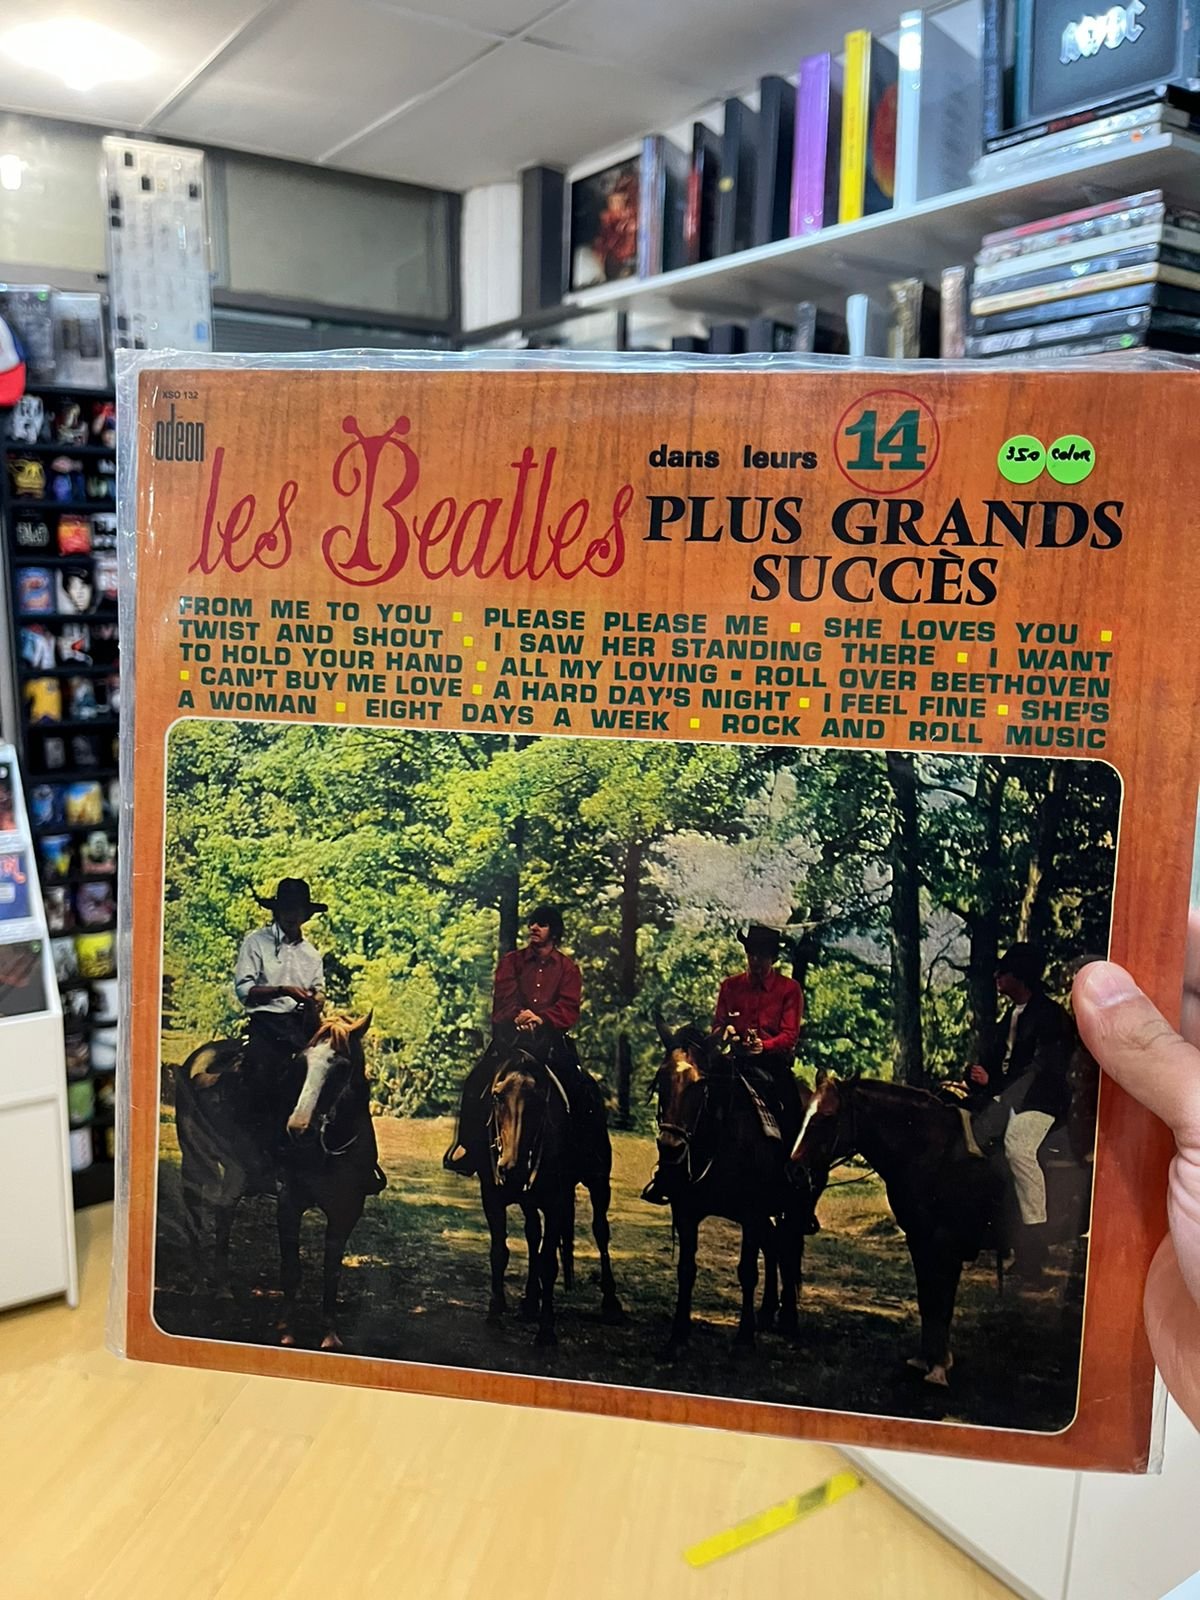 AC/DC
XSO 132
odéon
les Beatles
dans leurs 14
PLUS GRANDS
SUCCÈS
350 color
FROM ME TO YOU ▪ PLEASE PLEASE ME ▪ SHE LOVES YOU ▪
TWIST AND SHOUT ▪ I SAW HER STANDING THERE ▪ I WANT
TO HOLD YOUR HAND ▪ ALL MY LOVING ▪ ROLL OVER BEETHOVEN
▪ CAN'T BUY ME LOVE ▪ A HARD DAY'S NIGHT ▪ I FEEL FINE ▪ SHE'S
A WOMAN ▪ EIGHT DAYS A WEEK ▪ ROCK AND ROLL MUSIC